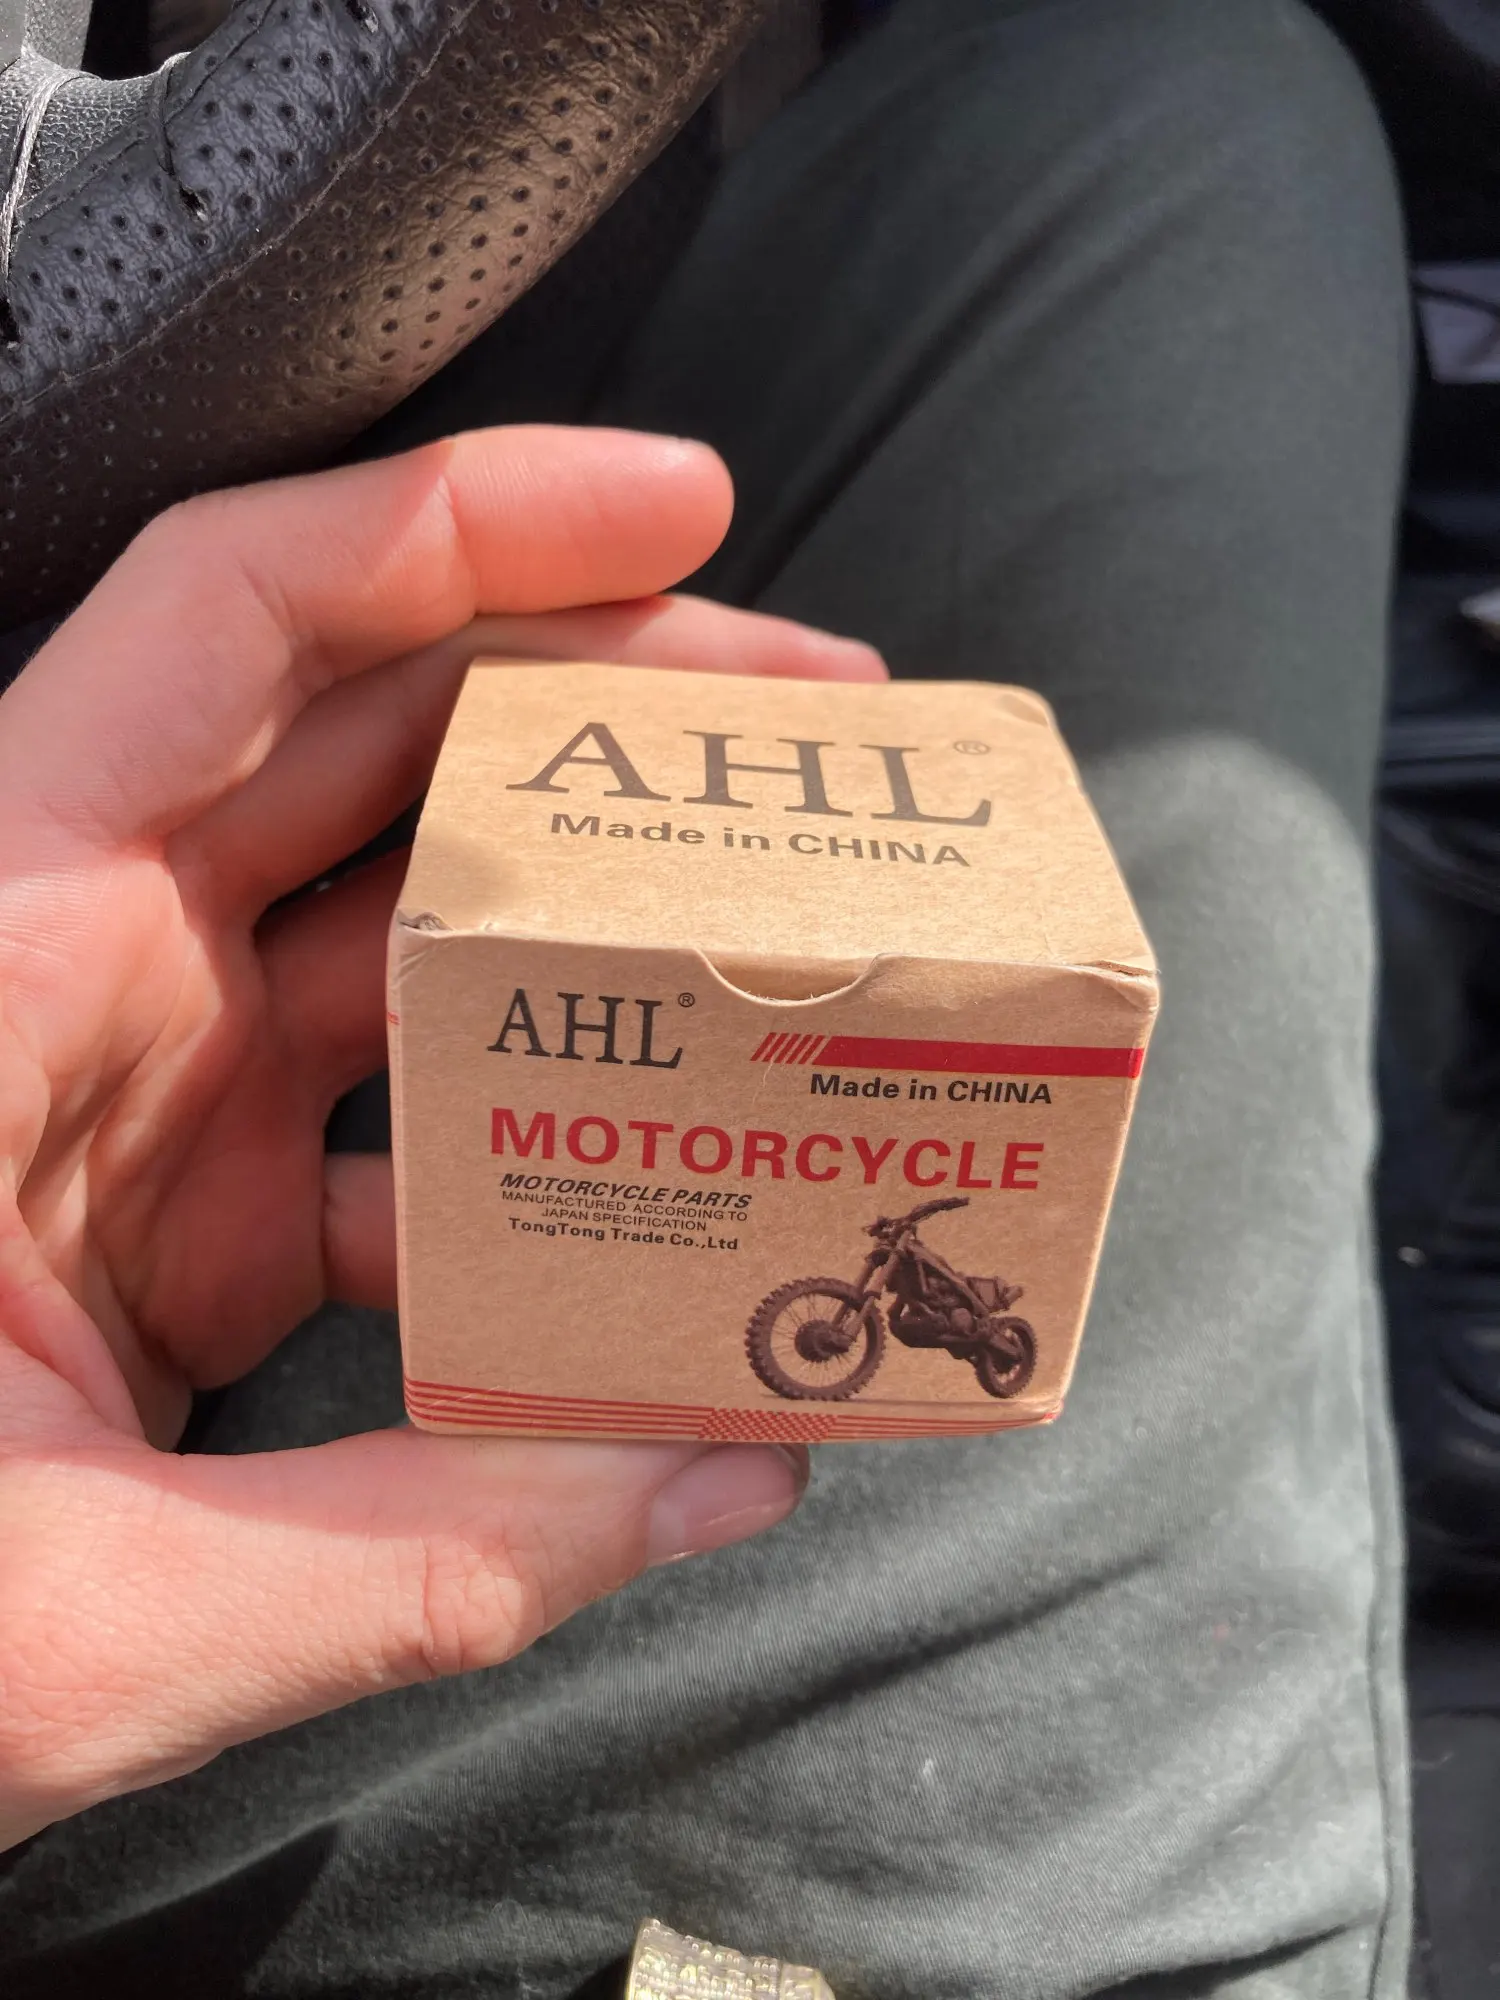 AHL®
Made in CHINA
AHL®
Made in CHINA
MOTORCYCLE
MOTORCYCLE PARTS
MANUFACTURED ACCORDING TO
JAPAN SPECIFICATION
TongTong Trade Co.,Ltd